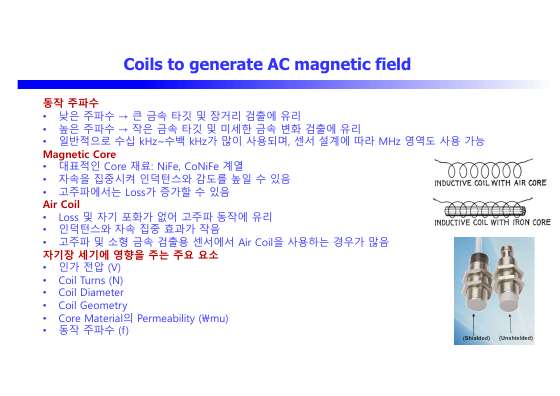 Coils to generate AC magnetic field
동작 주파수
• 낮은 주파수 → 큰 금속 타깃 및 장거리 검출에 유리
• 높은 주파수 → 작은 금속 타깃 및 미세한 금속 변화 검출에 유리
• 일반적으로 수십 kHz~수백 kHz가 많이 사용되며, 센서 설계에 따라 MHz 영역도 사용 가능
Magnetic Core
• 대표적인 Core 재료: NiFe, CoNiFe 계열
• 자속을 집중시켜 인덕턴스와 감도를 높일 수 있음
• 고주파에서는 Loss가 증가할 수 있음
Air Coil
• Loss 및 자기 포화가 없어 고주파 동작에 유리
• 인덕턴스와 자속 집중 효과가 작음
• 고주파 및 소형 금속 검출용 센서에서 Air Coil을 사용하는 경우가 많음
자기장 세기에 영향을 주는 주요 요소
• 인가 전압 (V)
• Coil Turns (N)
• Coil Diameter
• Coil Geometry
• Core Material의 Permeability (₩mu)
• 동작 주파수 (f)
INDUCTIVE COIL WITH AIR CORE
INDUCTIVE COIL WITH IRON CORE
(Shielded) (Unshielded)